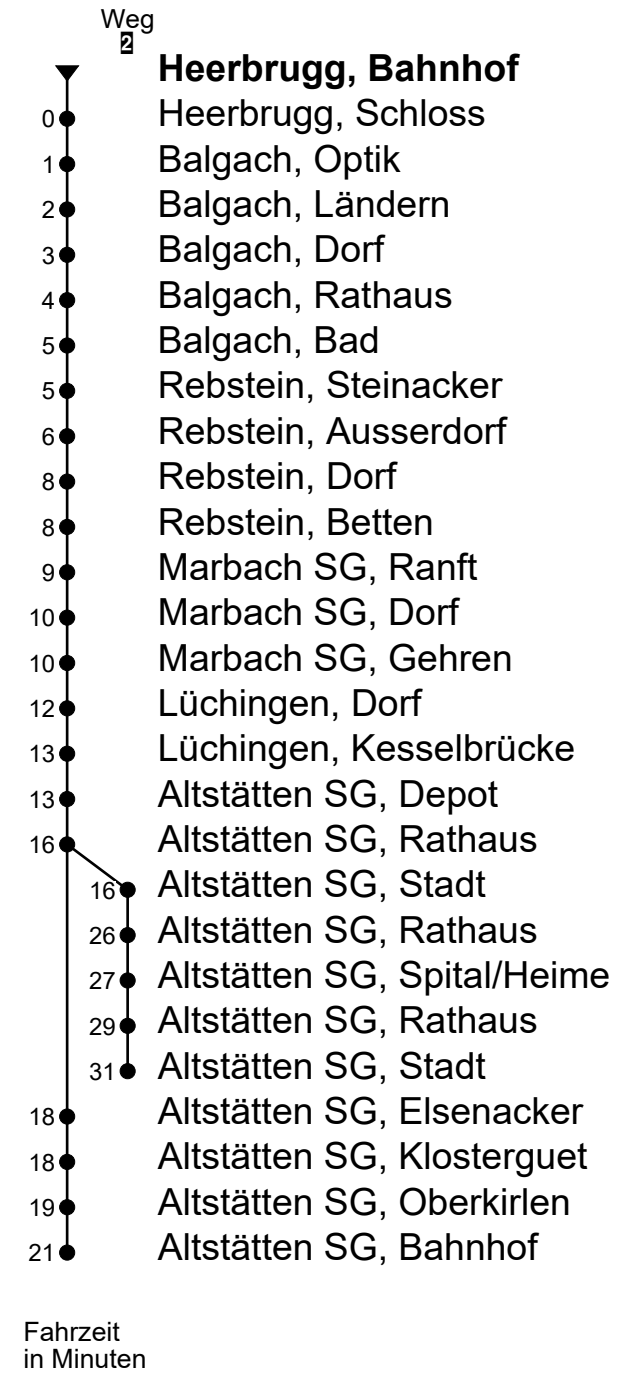 Weg
2
Heerbrugg, Bahnhof
0 Heerbrugg, Schloss
1 Balgach, Optik
2 Balgach, Ländern
3 Balgach, Dorf
4 Balgach, Rathaus
5 Balgach, Bad
5 Rebstein, Steinacker
6 Rebstein, Ausserdorf
8 Rebstein, Dorf
8 Rebstein, Betten
9 Marbach SG, Ranft
10 Marbach SG, Dorf
10 Marbach SG, Gehren
12 Lüchingen, Dorf
13 Lüchingen, Kesselbrücke
13 Altstätten SG, Depot
16 Altstätten SG, Rathaus
16 Altstätten SG, Stadt
26 Altstätten SG, Rathaus
27 Altstätten SG, Spital/Heime
29 Altstätten SG, Rathaus
31 Altstätten SG, Stadt
18 Altstätten SG, Elsenacker
18 Altstätten SG, Klosterguet
19 Altstätten SG, Oberkirlen
21 Altstätten SG, Bahnhof
Fahrzeit
in Minuten